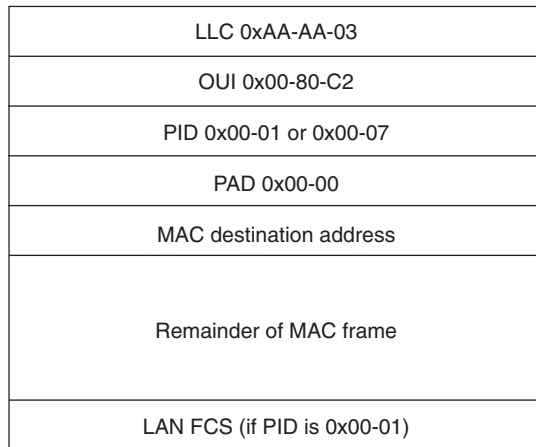 LLC 0xAA-AA-03
OUI 0x00-80-C2
PID 0x00-01 or 0x00-07
PAD 0x00-00
MAC destination address
Remainder of MAC frame
LAN FCS (if PID is 0x00-01)